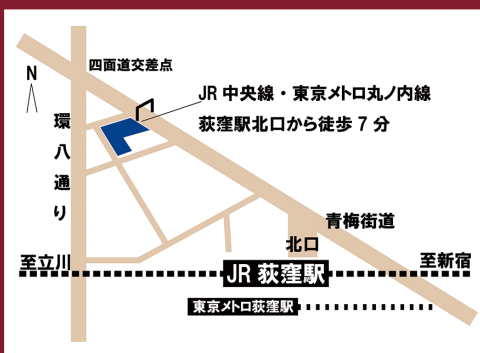 四面道交差点
N
JR 中央線・東京メトロ丸ノ内線
荻窪駅北口から徒歩 7 分
環八通り
青梅街道
北口
至立川
至新宿
JR 荻窪駅
東京メトロ荻窪駅